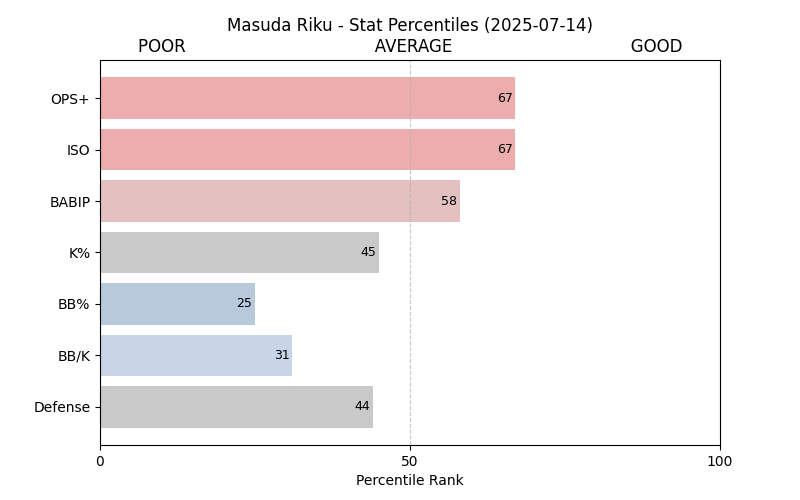 Masuda Riku - Stat Percentiles (2025-07-14)
POOR AVERAGE GOOD
OPS+ 67
ISO 67
BABIP 58
K% 45
BB% 25
BB/K 31
Defense 44
0 50 100
Percentile Rank